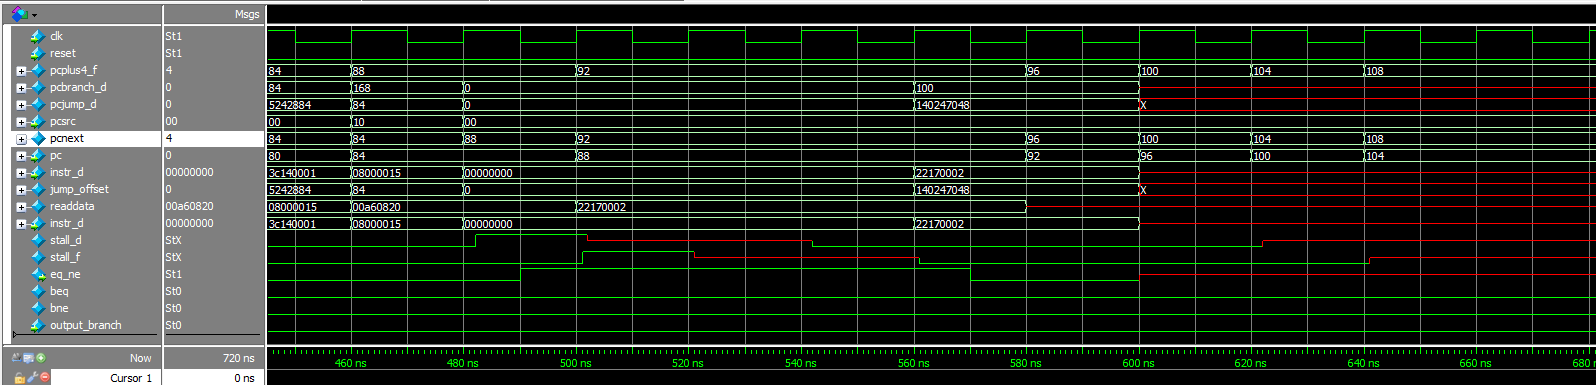 Msgs
clk St1
reset St1
pcplus4_f 4 84 88 92 96 100 104 108
pcbranch_d 0 84 168 0 100
pcjump_d 0 5242884 84 0 140247048 X
pcsrc 00 00 10 00
pcnext 4 84 84 88 92 96 100 104 108
pc 0 80 84 88 92 96 100 104
instr_d 00000000 3c140001 08000015 00000000 22170002
jump_offset 0 5242884 84 0 140247048 X
readdata 00a60820 08000015 00a60820 22170002
instr_d 00000000 3c140001 08000015 00000000 22170002
stall_d StX
stall_f StX
eq_ne St1
beq St0
bne St0
output_branch St0
Now 720 ns 460 ns 480 ns 500 ns 520 ns 540 ns 560 ns 580 ns 600 ns 620 ns 640 ns 660 ns
Cursor 1 0 ns